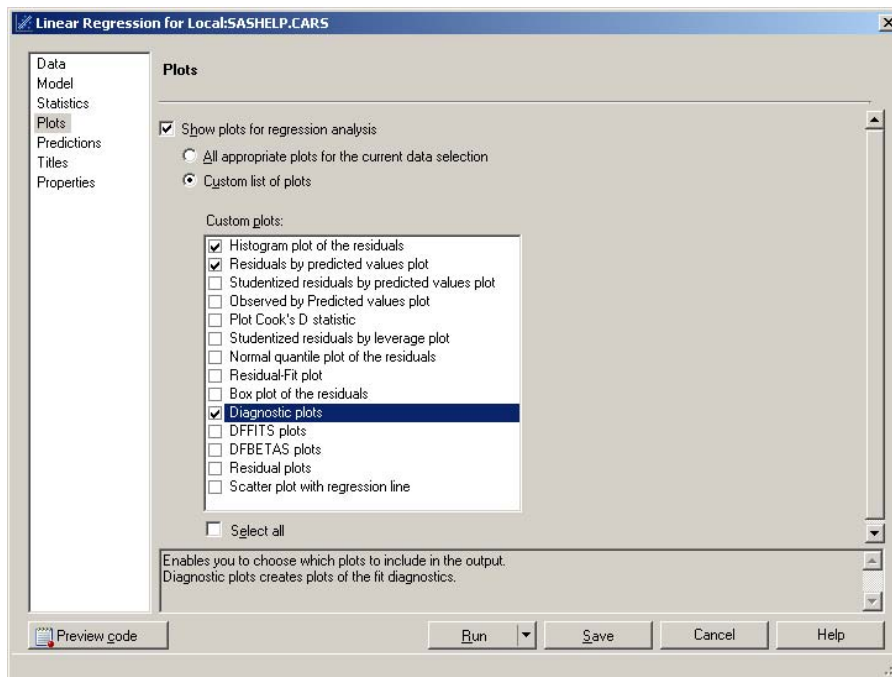 Linear Regression for Local:SASHELP.CARS
Data
Model
Statistics
Plots
Predictions
Titles
Properties
Plots
Show plots for regression analysis
All appropriate plots for the current data selection
Custom list of plots
Custom plots:
Histogram plot of the residuals
Residuals by predicted values plot
Studentized residuals by predicted values plot
Observed by Predicted values plot
Plot Cook's D statistic
Studentized residuals by leverage plot
Normal quantile plot of the residuals
Residual-Fit plot
Box plot of the residuals
Diagnostic plots
DFFITS plots
DFBETAS plots
Residual plots
Scatter plot with regression line
Select all
Enables you to choose which plots to include in the output.
Diagnostic plots creates plots of the fit diagnostics.
Preview code
Run
Save
Cancel
Help